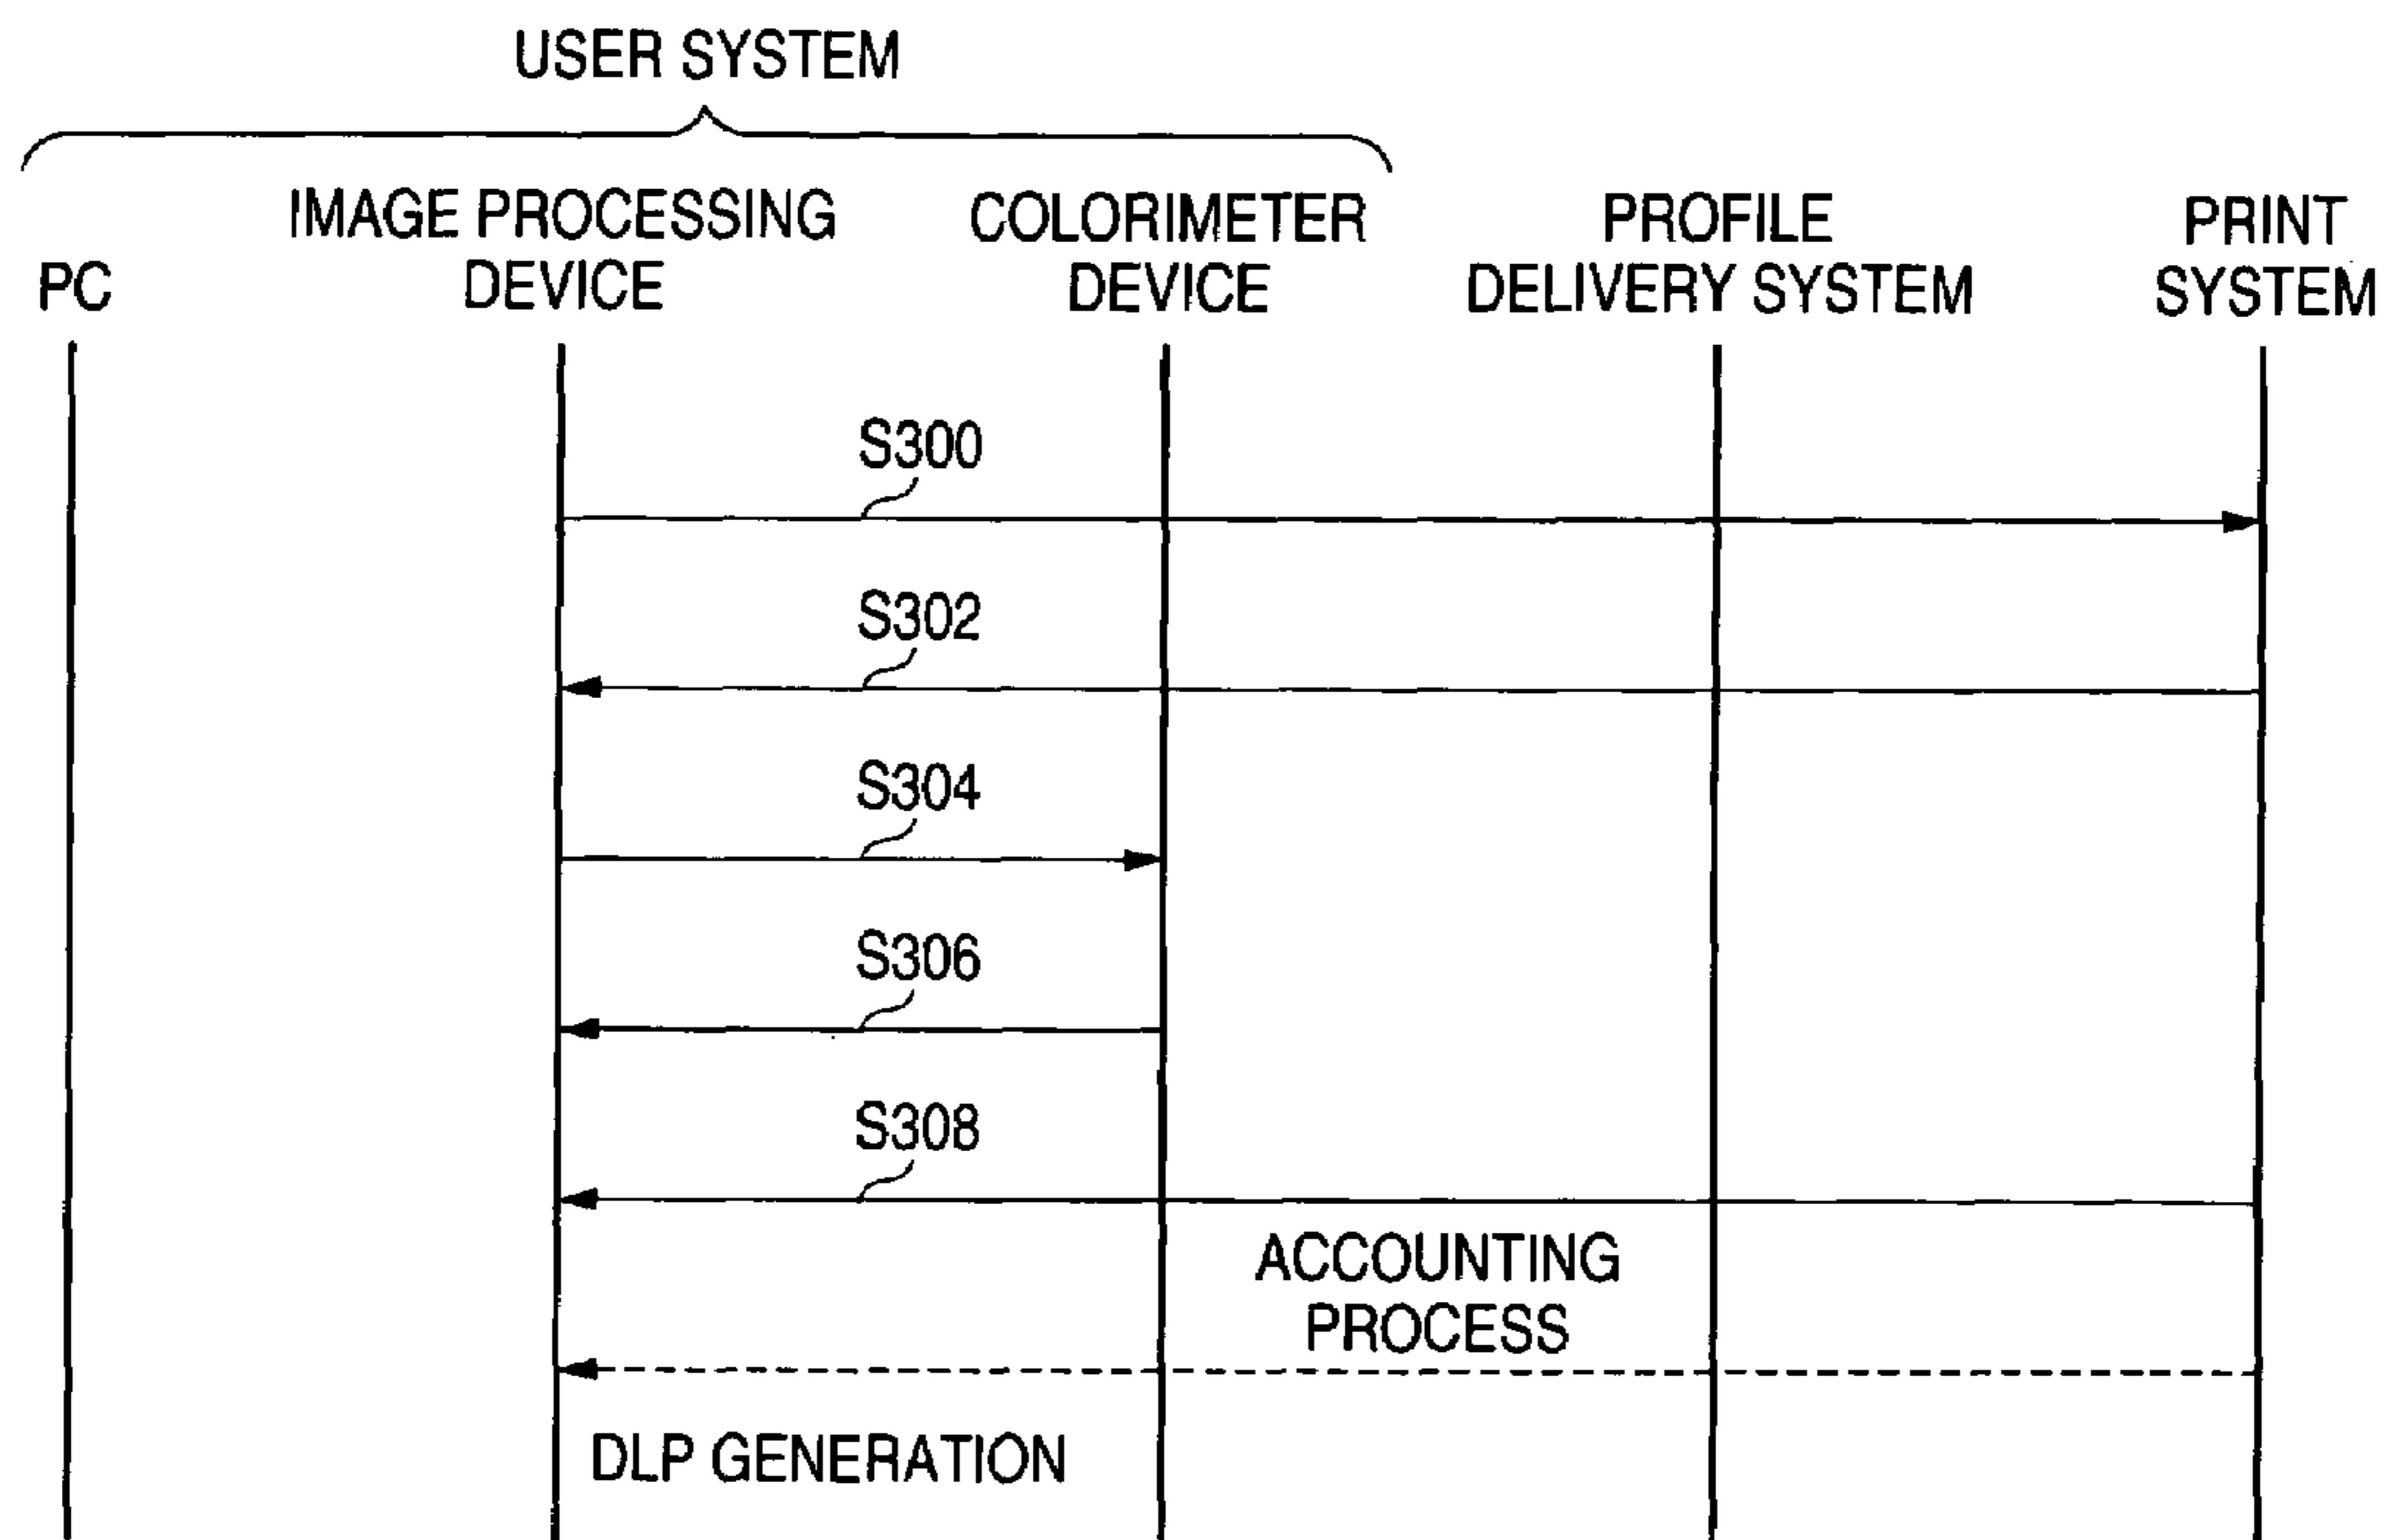 USER SYSTEM
PC
IMAGE PROCESSING
DEVICE
COLORIMETER
DEVICE
PROFILE
DELIVERY SYSTEM
PRINT
SYSTEM
S300
S302
S304
S306
S308
ACCOUNTING
PROCESS
DLP GENERATION